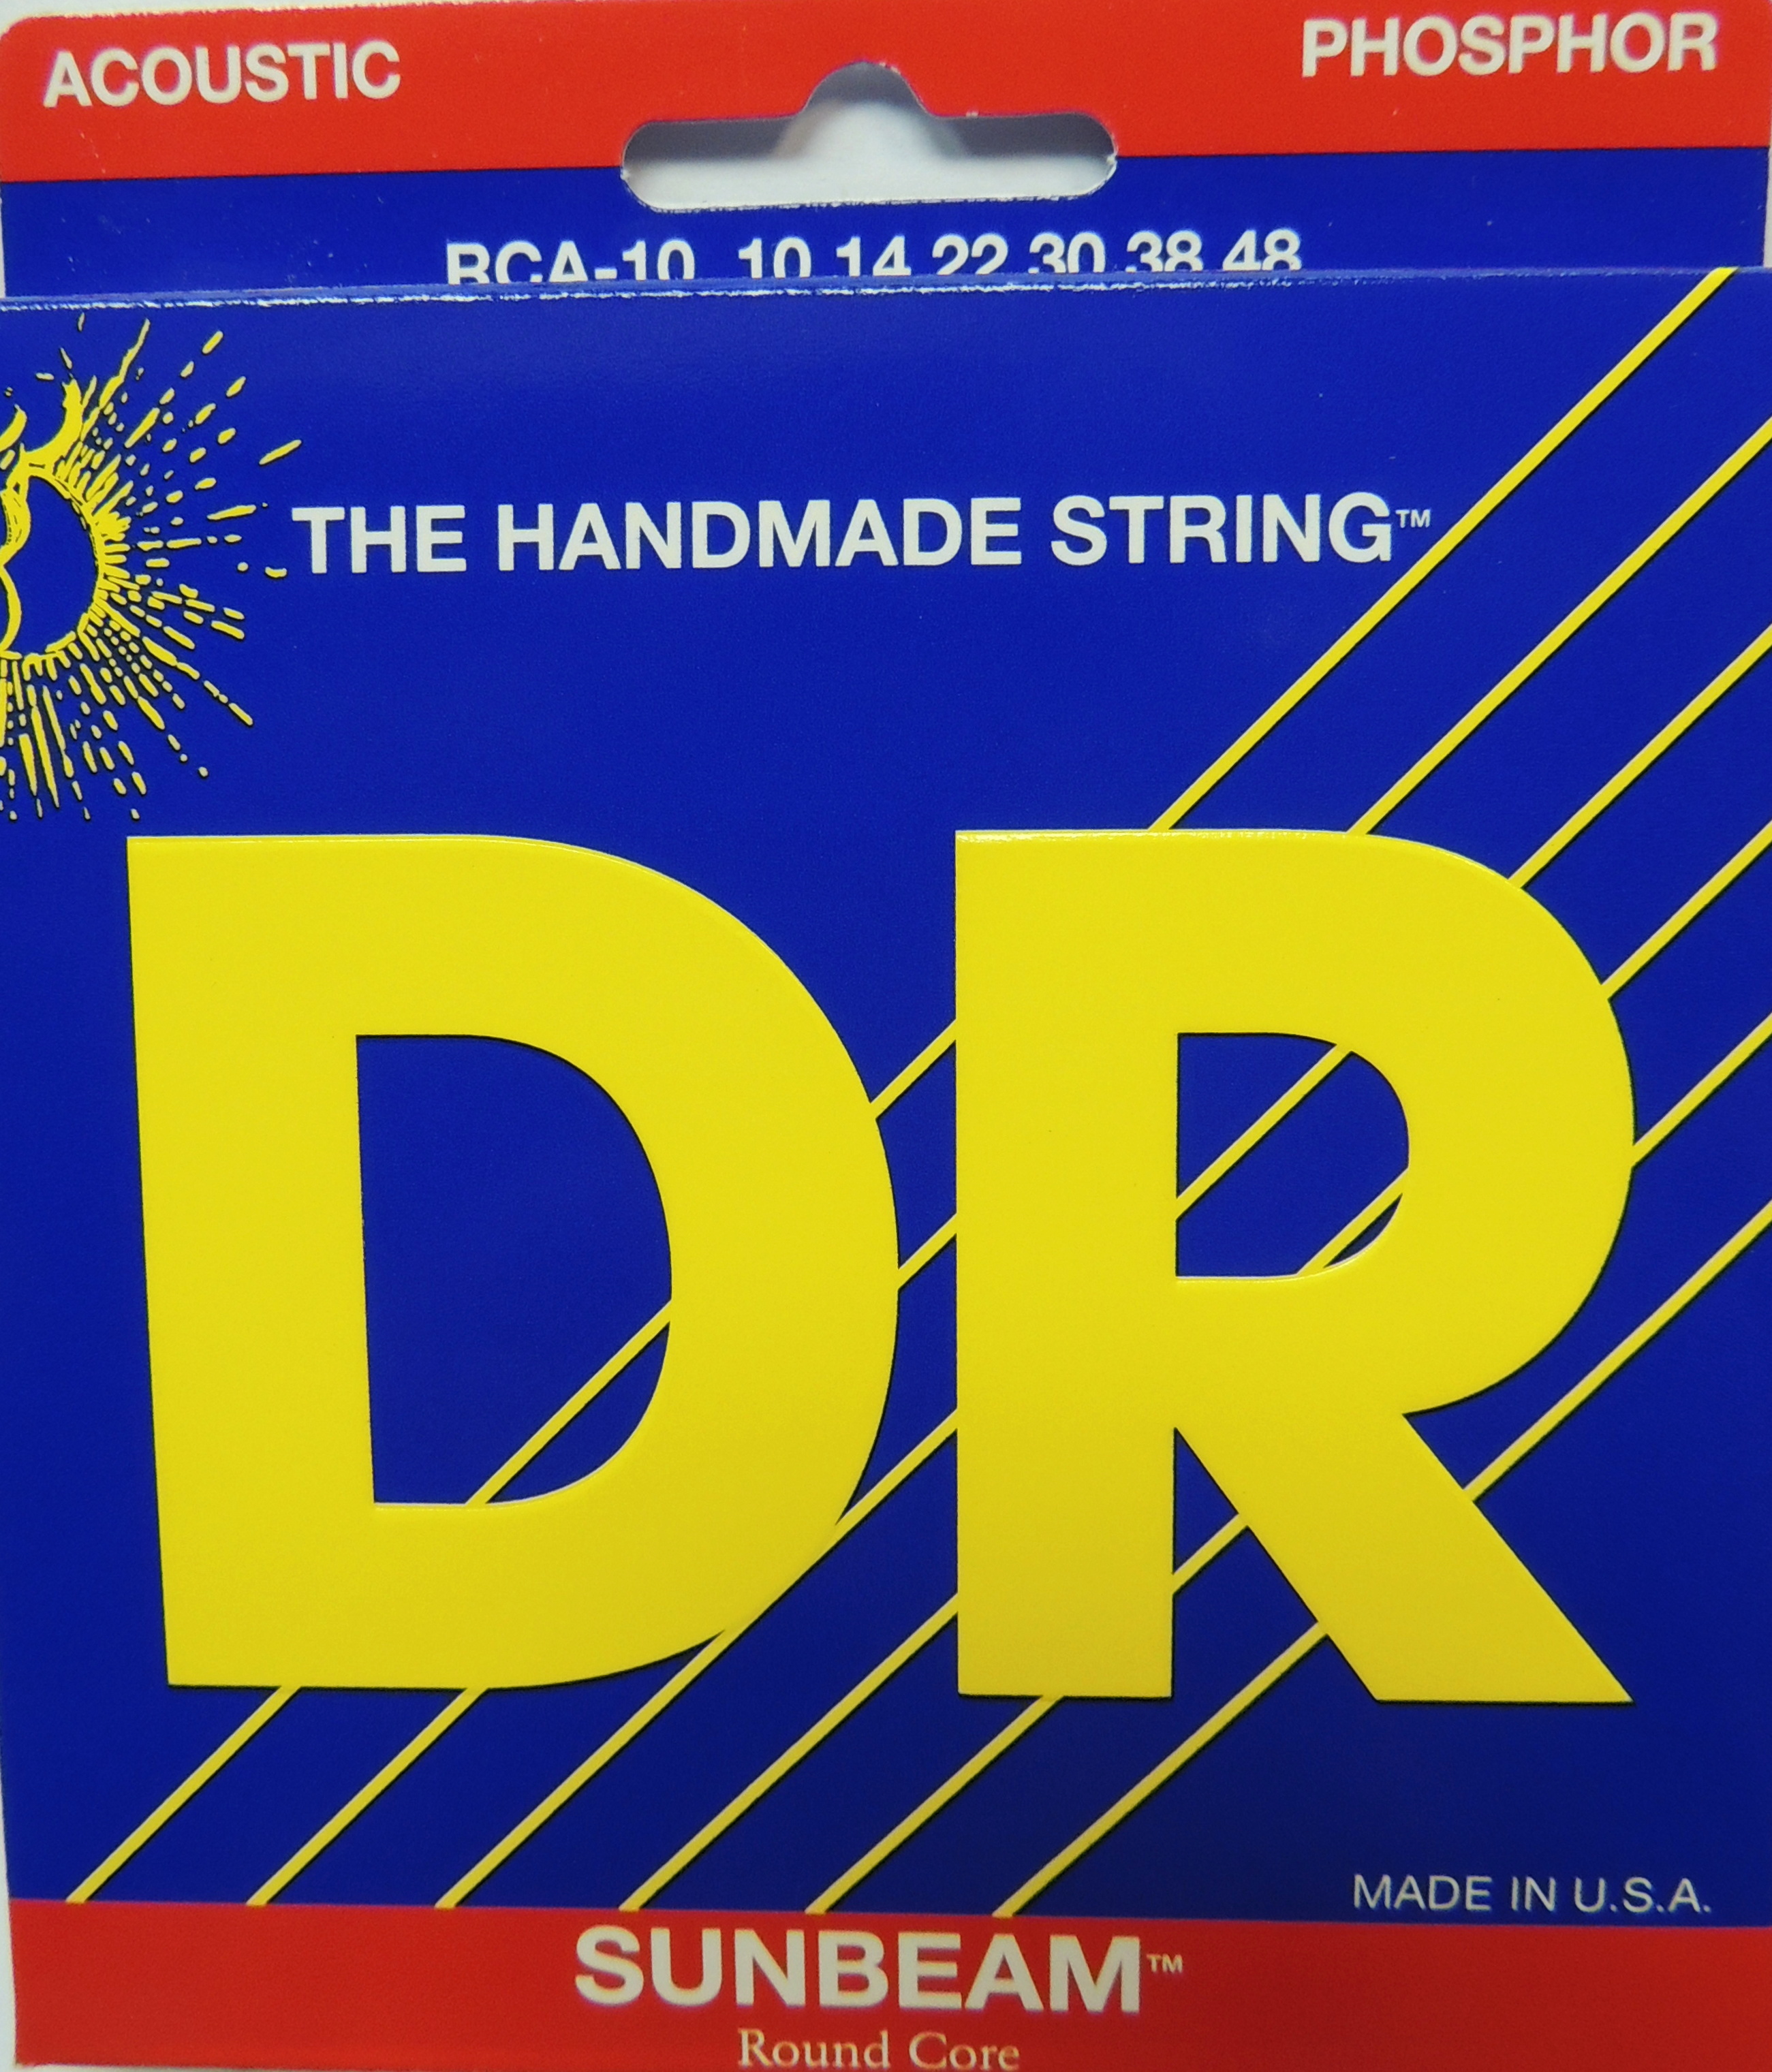 ACOUSTIC PHOSPHOR
RCA-10 10 14 22 30 38 48
THE HANDMADE STRING™
DR
MADE IN U.S.A.
SUNBEAM™
Round Core